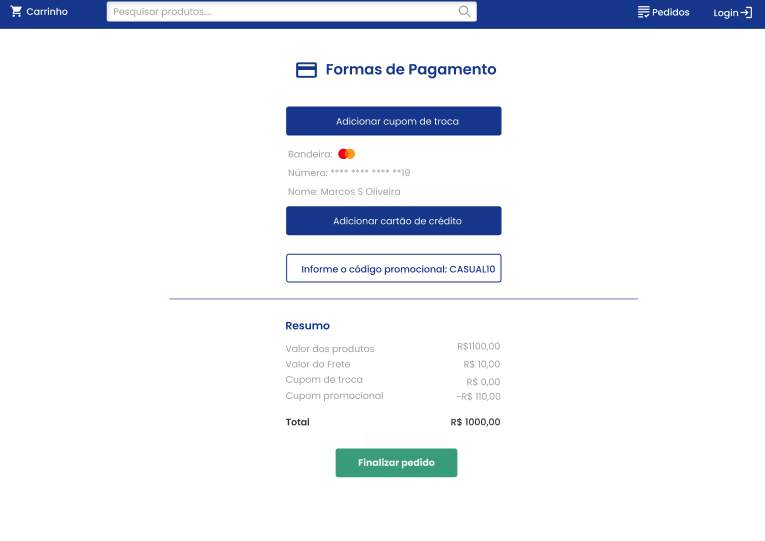 Carrinho
Pesquisar produtos....
Pedidos
Login
Formas de Pagamento
Adicionar cupom de troca
Bandeira:
Número: **** **** **** **19
Nome: Marcos S Oliveira
Adicionar cartão de crédito
Informe o código promocional: CASUAL10
Resumo
Valor dos produtos R$1100,00
Valor do Frete R$ 10,00
Cupom de troca R$ 0,00
Cupom promocional -R$ 110,00
Total R$ 1000,00
Finalizar pedido